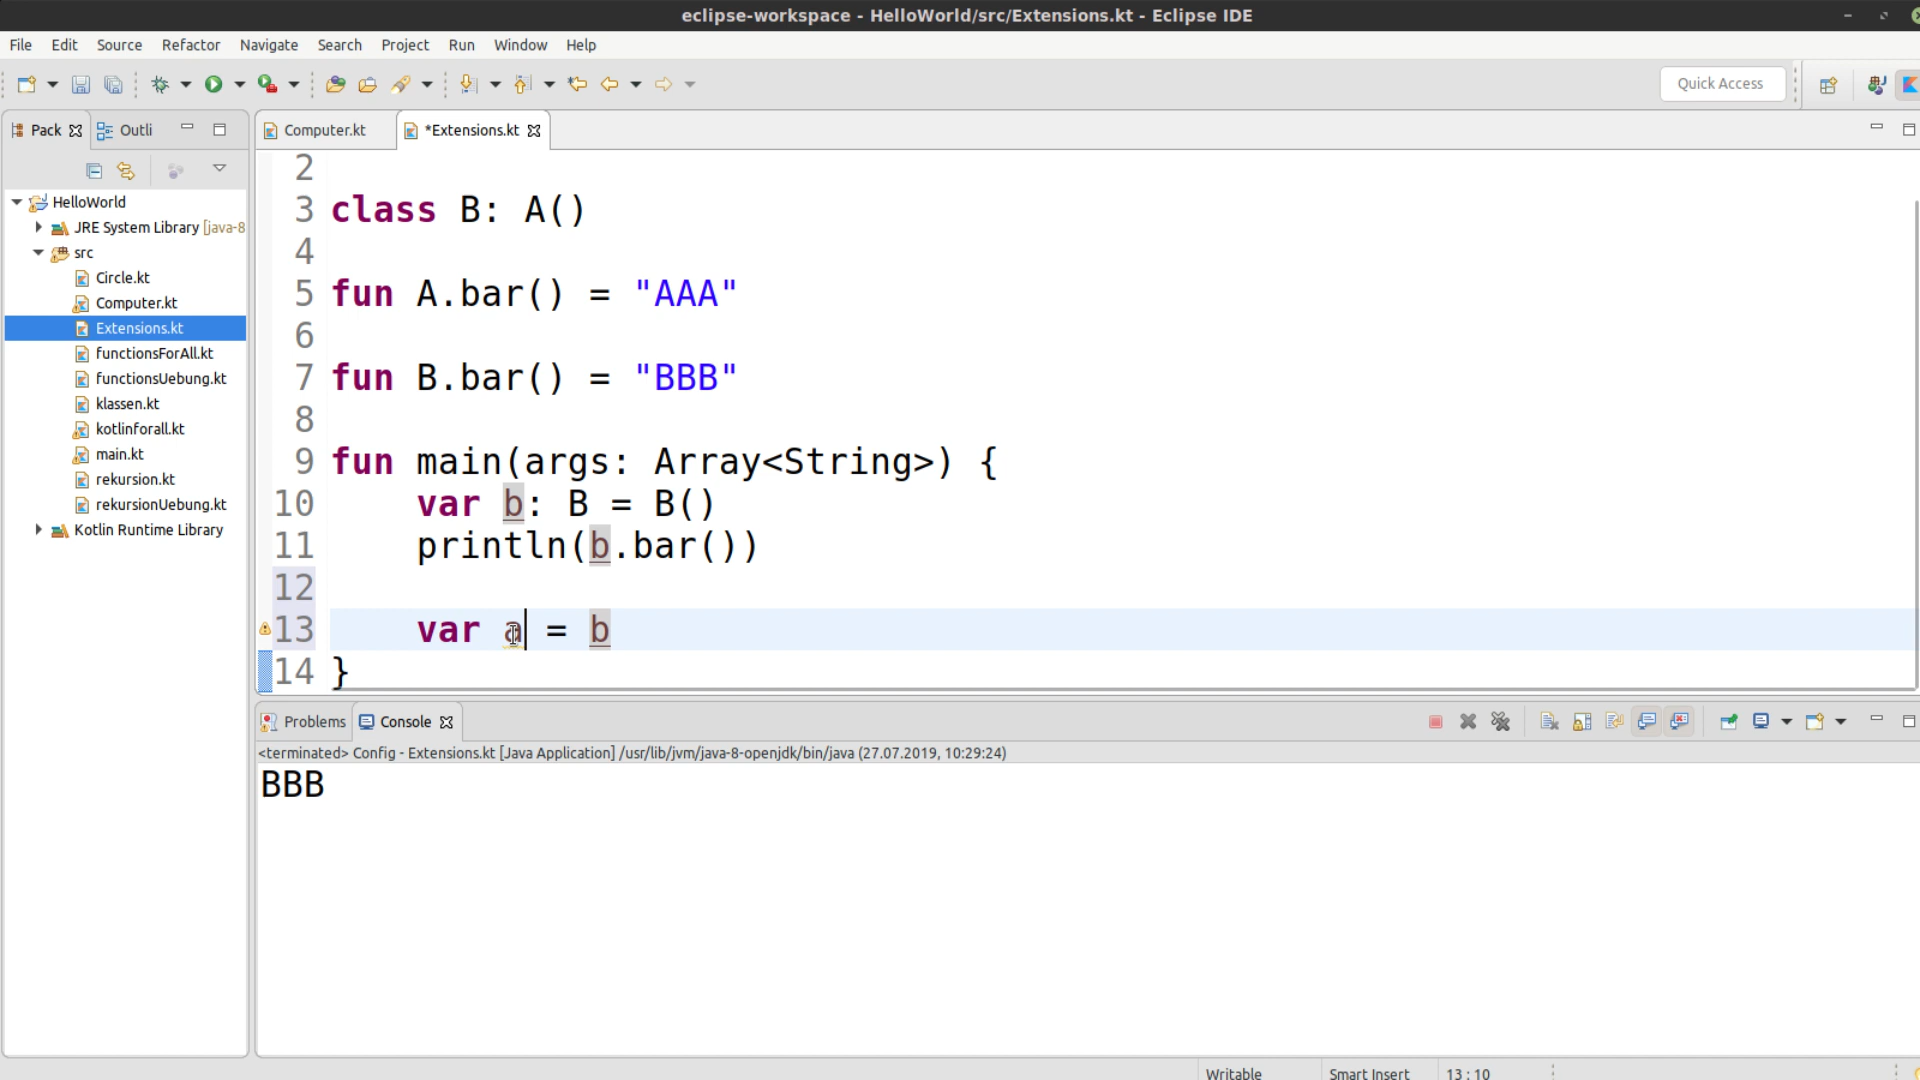 eclipse-workspace - HelloWorld/src/Extensions.kt - Eclipse IDE
File Edit Source Refactor Navigate Search Project Run Window Help
Quick Access
Pack Outli
Computer.kt *Extensions.kt
HelloWorld
JRE System Library [java-8
src
Circle.kt
Computer.kt
Extensions.kt
functionsForAll.kt
functionsUebung.kt
klassen.kt
kotlinforall.kt
main.kt
rekursion.kt
rekursionUebung.kt
Kotlin Runtime Library
2
3 class B: A()
4
5 fun A.bar() = "AAA"
6
7 fun B.bar() = "BBB"
8
9 fun main(args: Array<String>) {
10 var b: B = B()
11 println(b.bar())
12
13 var a = b
14 }
Problems Console
<terminated> Config - Extensions.kt [Java Application] /usr/lib/jvm/java-8-openjdk/bin/java (27.07.2019, 10:29:24)
BBB
Writable Smart Insert 13 : 10